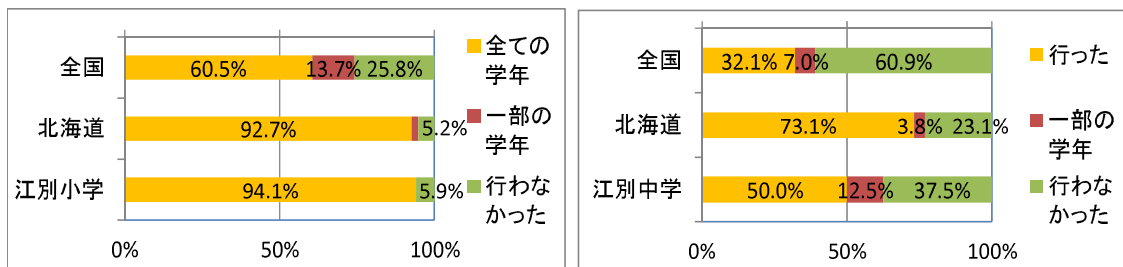 全国
60.5%
13.7%
25.8%
北海道
92.7%
5.2%
江別小学
94.1%
5.9%
0%
50%
100%
全ての
学年
一部の
学年
行わな
かった
全国
32.1%
7.0%
60.9%
北海道
73.1%
3.8%
23.1%
江別中学
50.0%
12.5%
37.5%
0%
50%
100%
行った
一部の
学年
行わな
かった